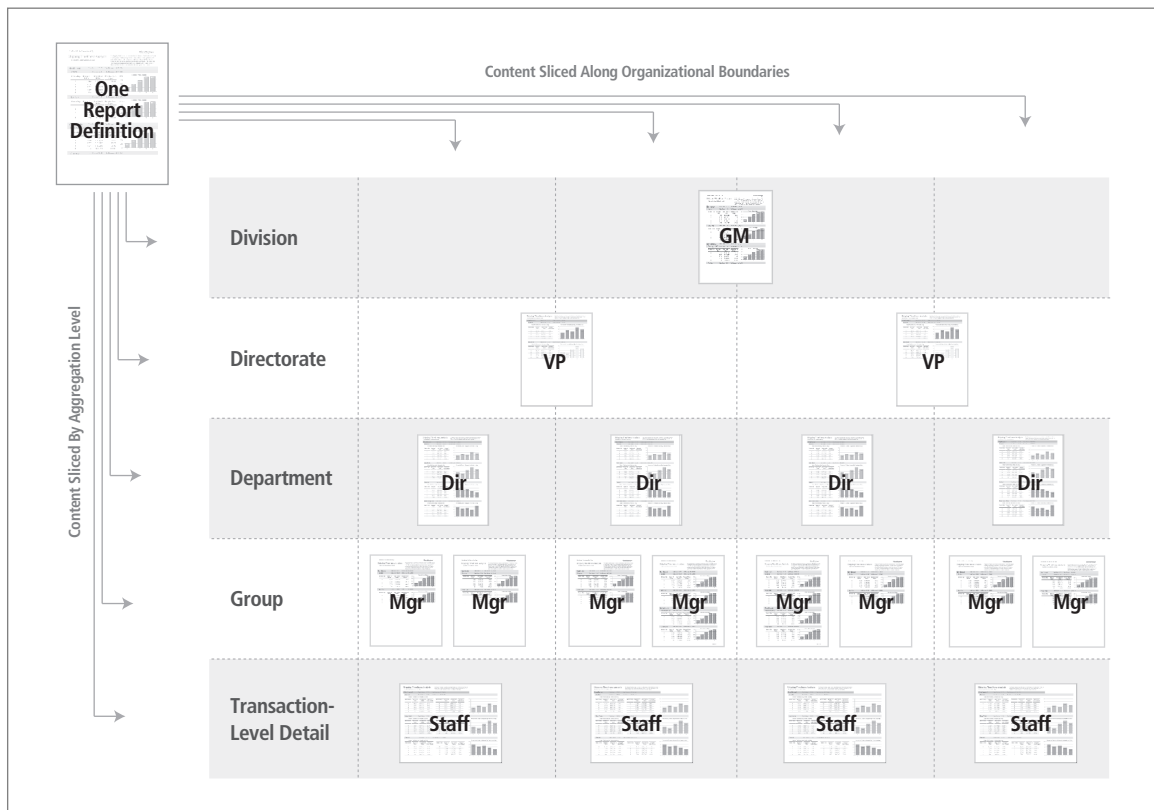 Content Sliced Along Organizational Boundaries
One
Report
Definition
Content Sliced By Aggregation Level
Division
GM
Directorate
VP
VP
Department
Dir
Dir
Dir
Dir
Group
Mgr
Mgr
Mgr
Mgr
Mgr
Mgr
Mgr
Mgr
Transaction-
Level Detail
Staff
Staff
Staff
Staff